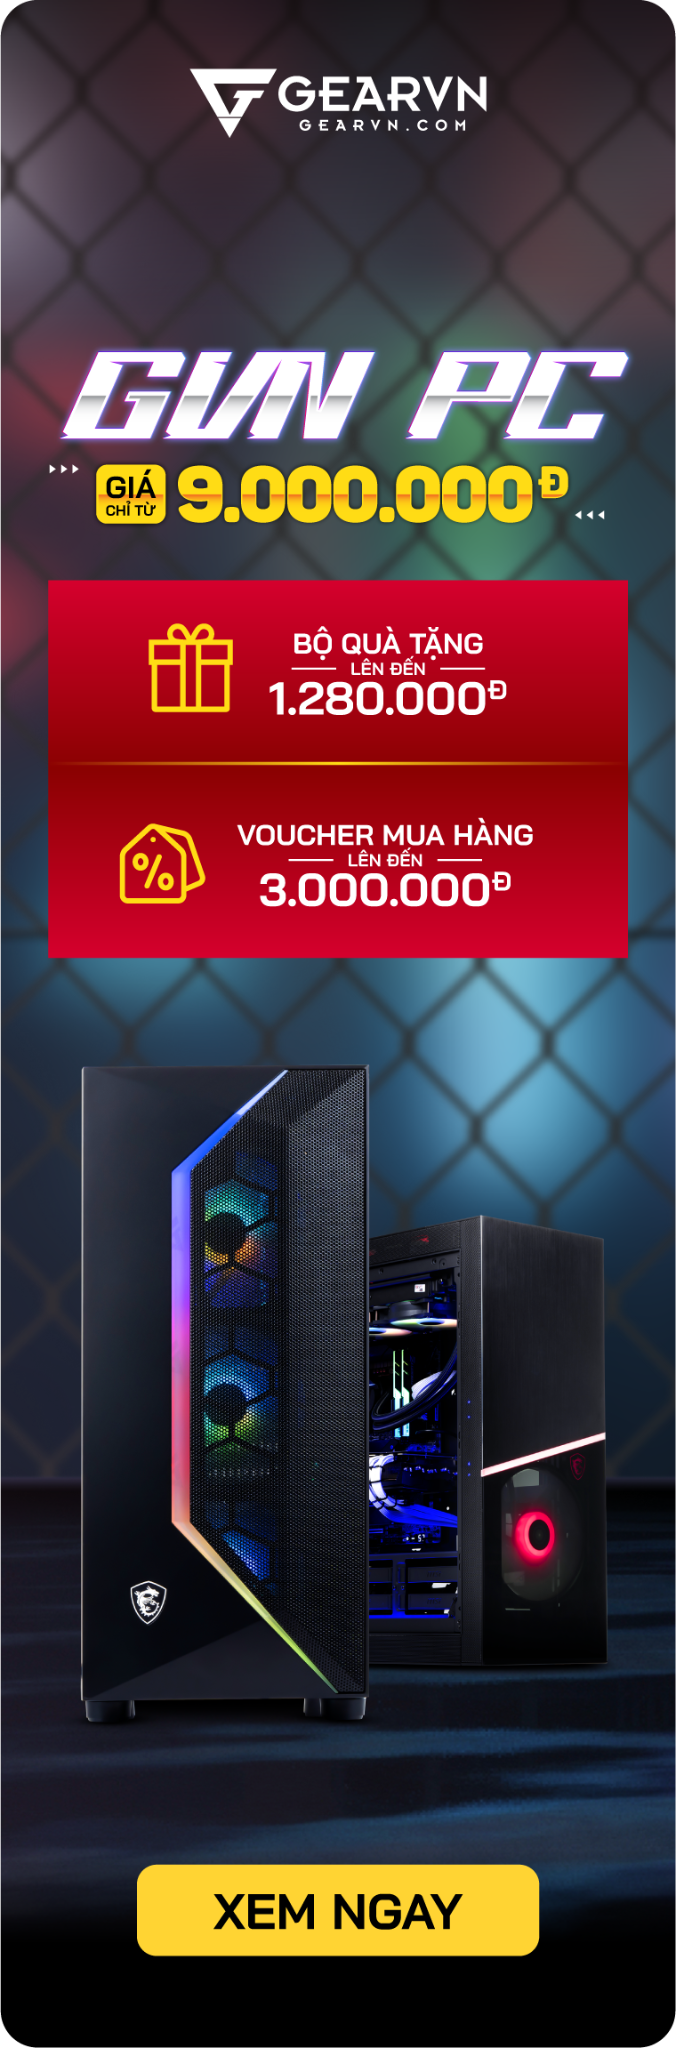 GEARVN
GEARVN.COM
GVN PC
GIÁ
CHỈ TỪ
9.000.000Đ
BỘ QUÀ TẶNG
LÊN ĐẾN
1.280.000Đ
VOUCHER MUA HÀNG
LÊN ĐẾN
3.000.000Đ
XEM NGAY